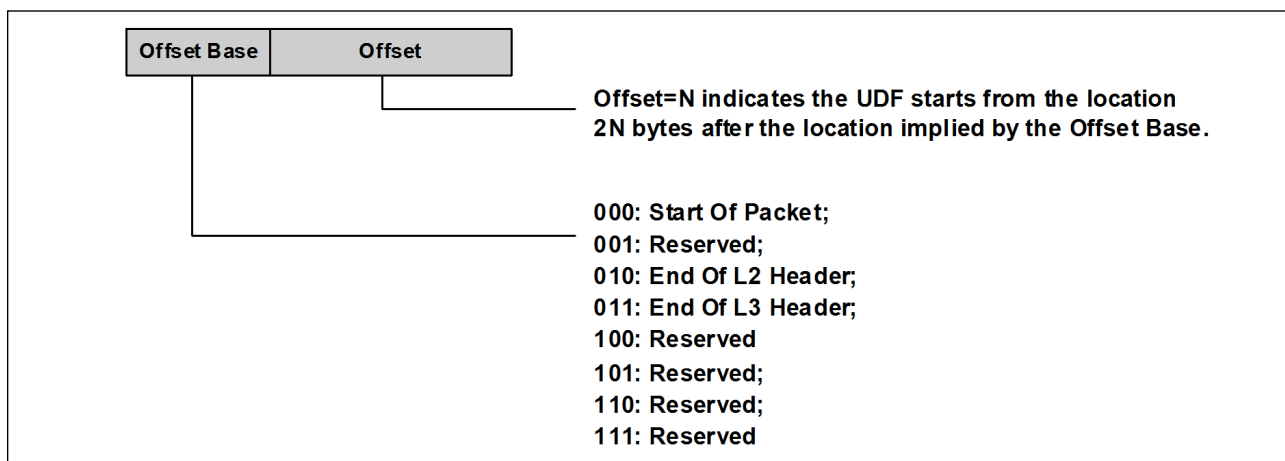 Offset Base Offset
Offset=N indicates the UDF starts from the location
2N bytes after the location implied by the Offset Base.
000: Start Of Packet;
001: Reserved;
010: End Of L2 Header;
011: End Of L3 Header;
100: Reserved
101: Reserved;
110: Reserved;
111: Reserved